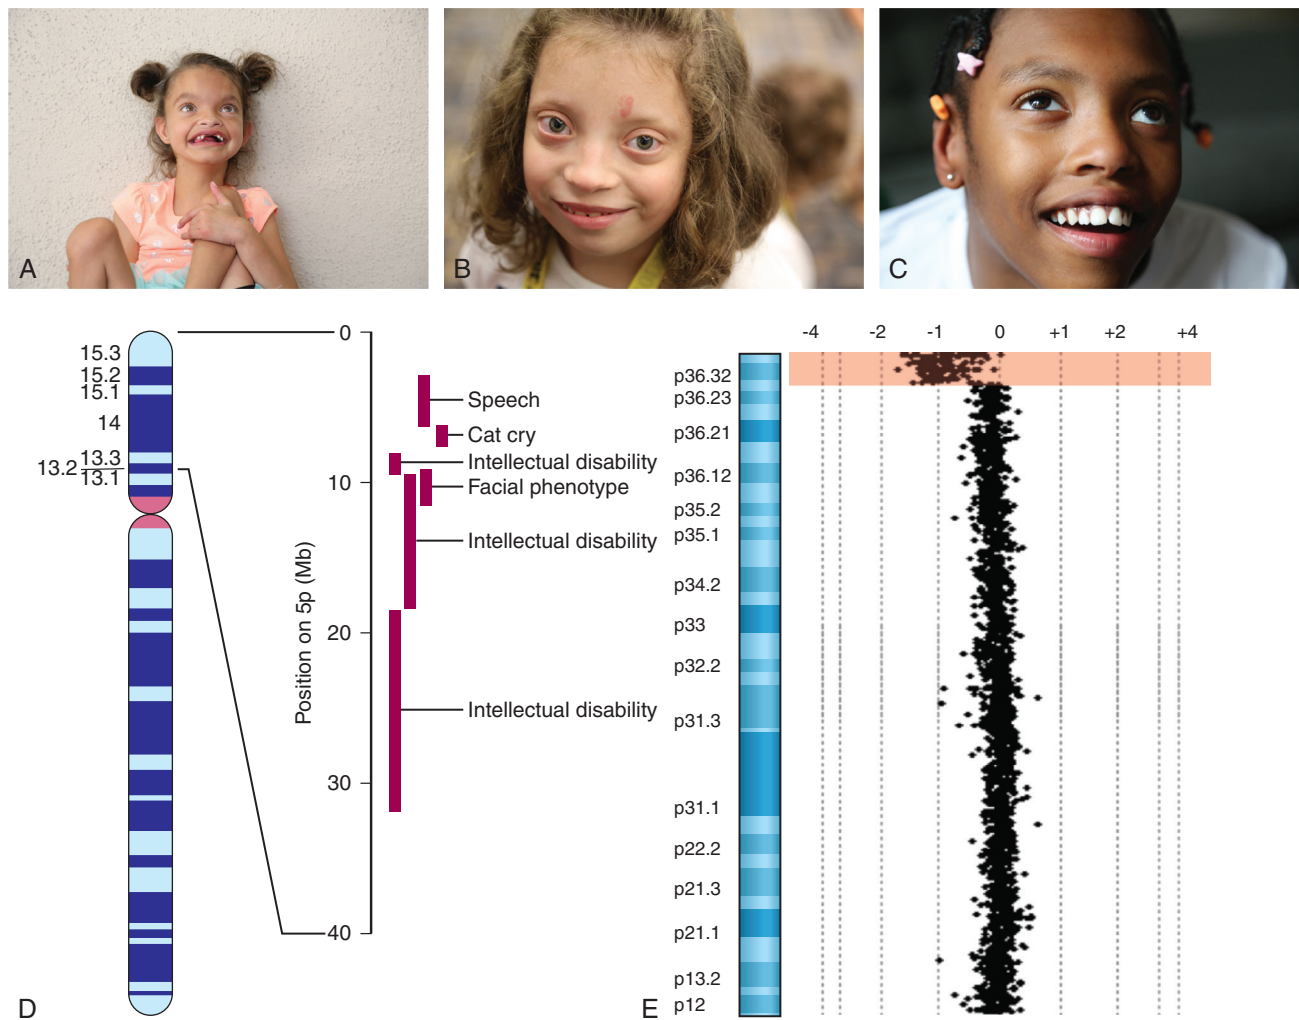 A
B
C
15.3
15.2
15.1
14
13.3
13.2
13.1
0
10
20
30
40
Position on 5p (Mb)
Speech
Cat cry
Intellectual disability
Facial phenotype
Intellectual disability
Intellectual disability
D
-4 -2 -1 0 +1 +2 +4
p36.32
p36.23
p36.21
p36.12
p35.2
p35.1
p34.2
p33
p32.2
p31.3
p31.1
p22.2
p21.3
p21.1
p13.2
p12
E